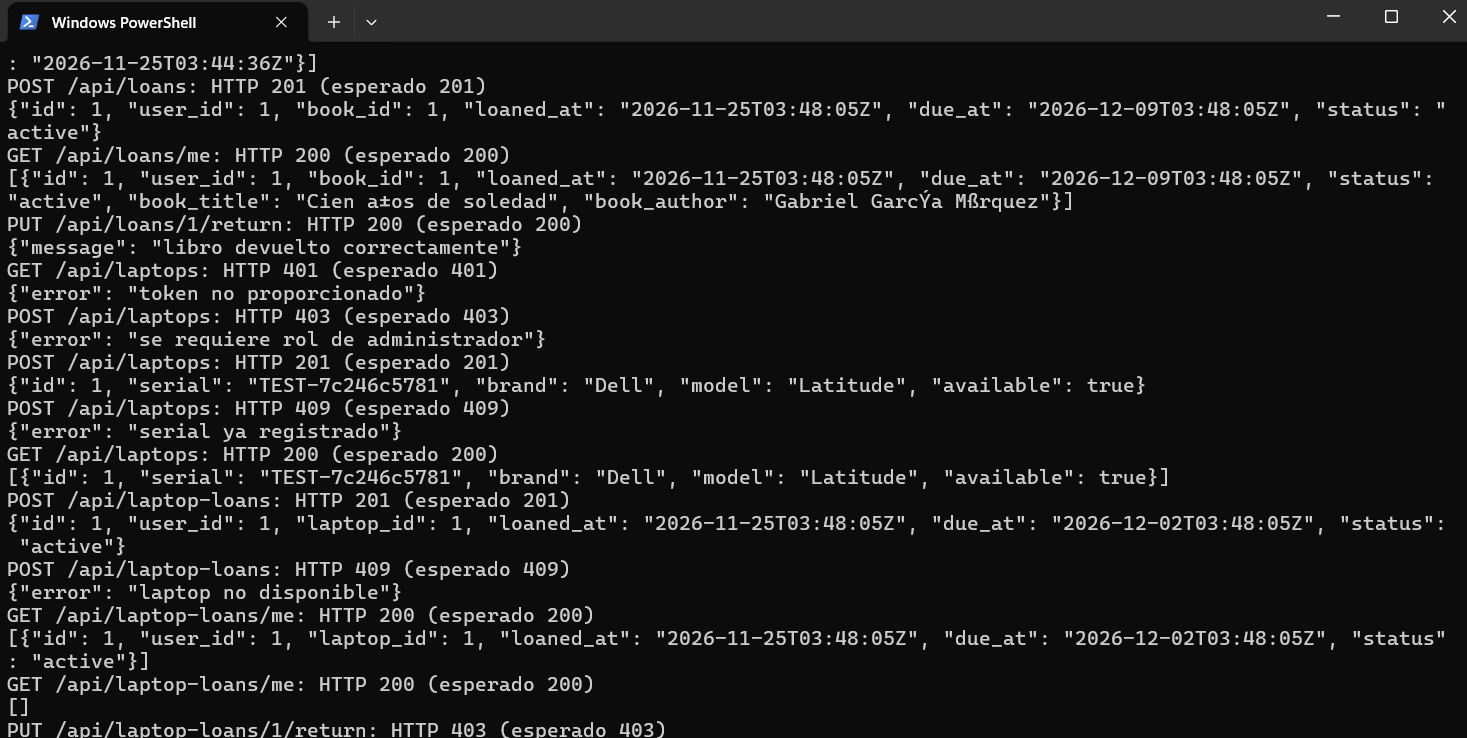 Windows PowerShell
: "2026-11-25T03:44:36Z"}]
POST /api/loans: HTTP 201 (esperado 201)
{"id": 1, "user_id": 1, "book_id": 1, "loaned_at": "2026-11-25T03:48:05Z", "due_at": "2026-12-09T03:48:05Z", "status": "
active"}
GET /api/loans/me: HTTP 200 (esperado 200)
[{"id": 1, "user_id": 1, "book_id": 1, "loaned_at": "2026-11-25T03:48:05Z", "due_at": "2026-12-09T03:48:05Z", "status":
"active", "book_title": "Cien a±os de soledad", "book_author": "Gabriel GarcÝa Mßrquez"}]
PUT /api/loans/1/return: HTTP 200 (esperado 200)
{"message": "libro devuelto correctamente"}
GET /api/laptops: HTTP 401 (esperado 401)
{"error": "token no proporcionado"}
POST /api/laptops: HTTP 403 (esperado 403)
{"error": "se requiere rol de administrador"}
POST /api/laptops: HTTP 201 (esperado 201)
{"id": 1, "serial": "TEST-7c246c5781", "brand": "Dell", "model": "Latitude", "available": true}
POST /api/laptops: HTTP 409 (esperado 409)
{"error": "serial ya registrado"}
GET /api/laptops: HTTP 200 (esperado 200)
[{"id": 1, "serial": "TEST-7c246c5781", "brand": "Dell", "model": "Latitude", "available": true}]
POST /api/laptop-loans: HTTP 201 (esperado 201)
{"id": 1, "user_id": 1, "laptop_id": 1, "loaned_at": "2026-11-25T03:48:05Z", "due_at": "2026-12-02T03:48:05Z", "status":
 "active"}
POST /api/laptop-loans: HTTP 409 (esperado 409)
{"error": "laptop no disponible"}
GET /api/laptop-loans/me: HTTP 200 (esperado 200)
[{"id": 1, "user_id": 1, "laptop_id": 1, "loaned_at": "2026-11-25T03:48:05Z", "due_at": "2026-12-02T03:48:05Z", "status"
: "active"}]
GET /api/laptop-loans/me: HTTP 200 (esperado 200)
[]
PUT /api/laptop-loans/1/return: HTTP 403 (esperado 403)